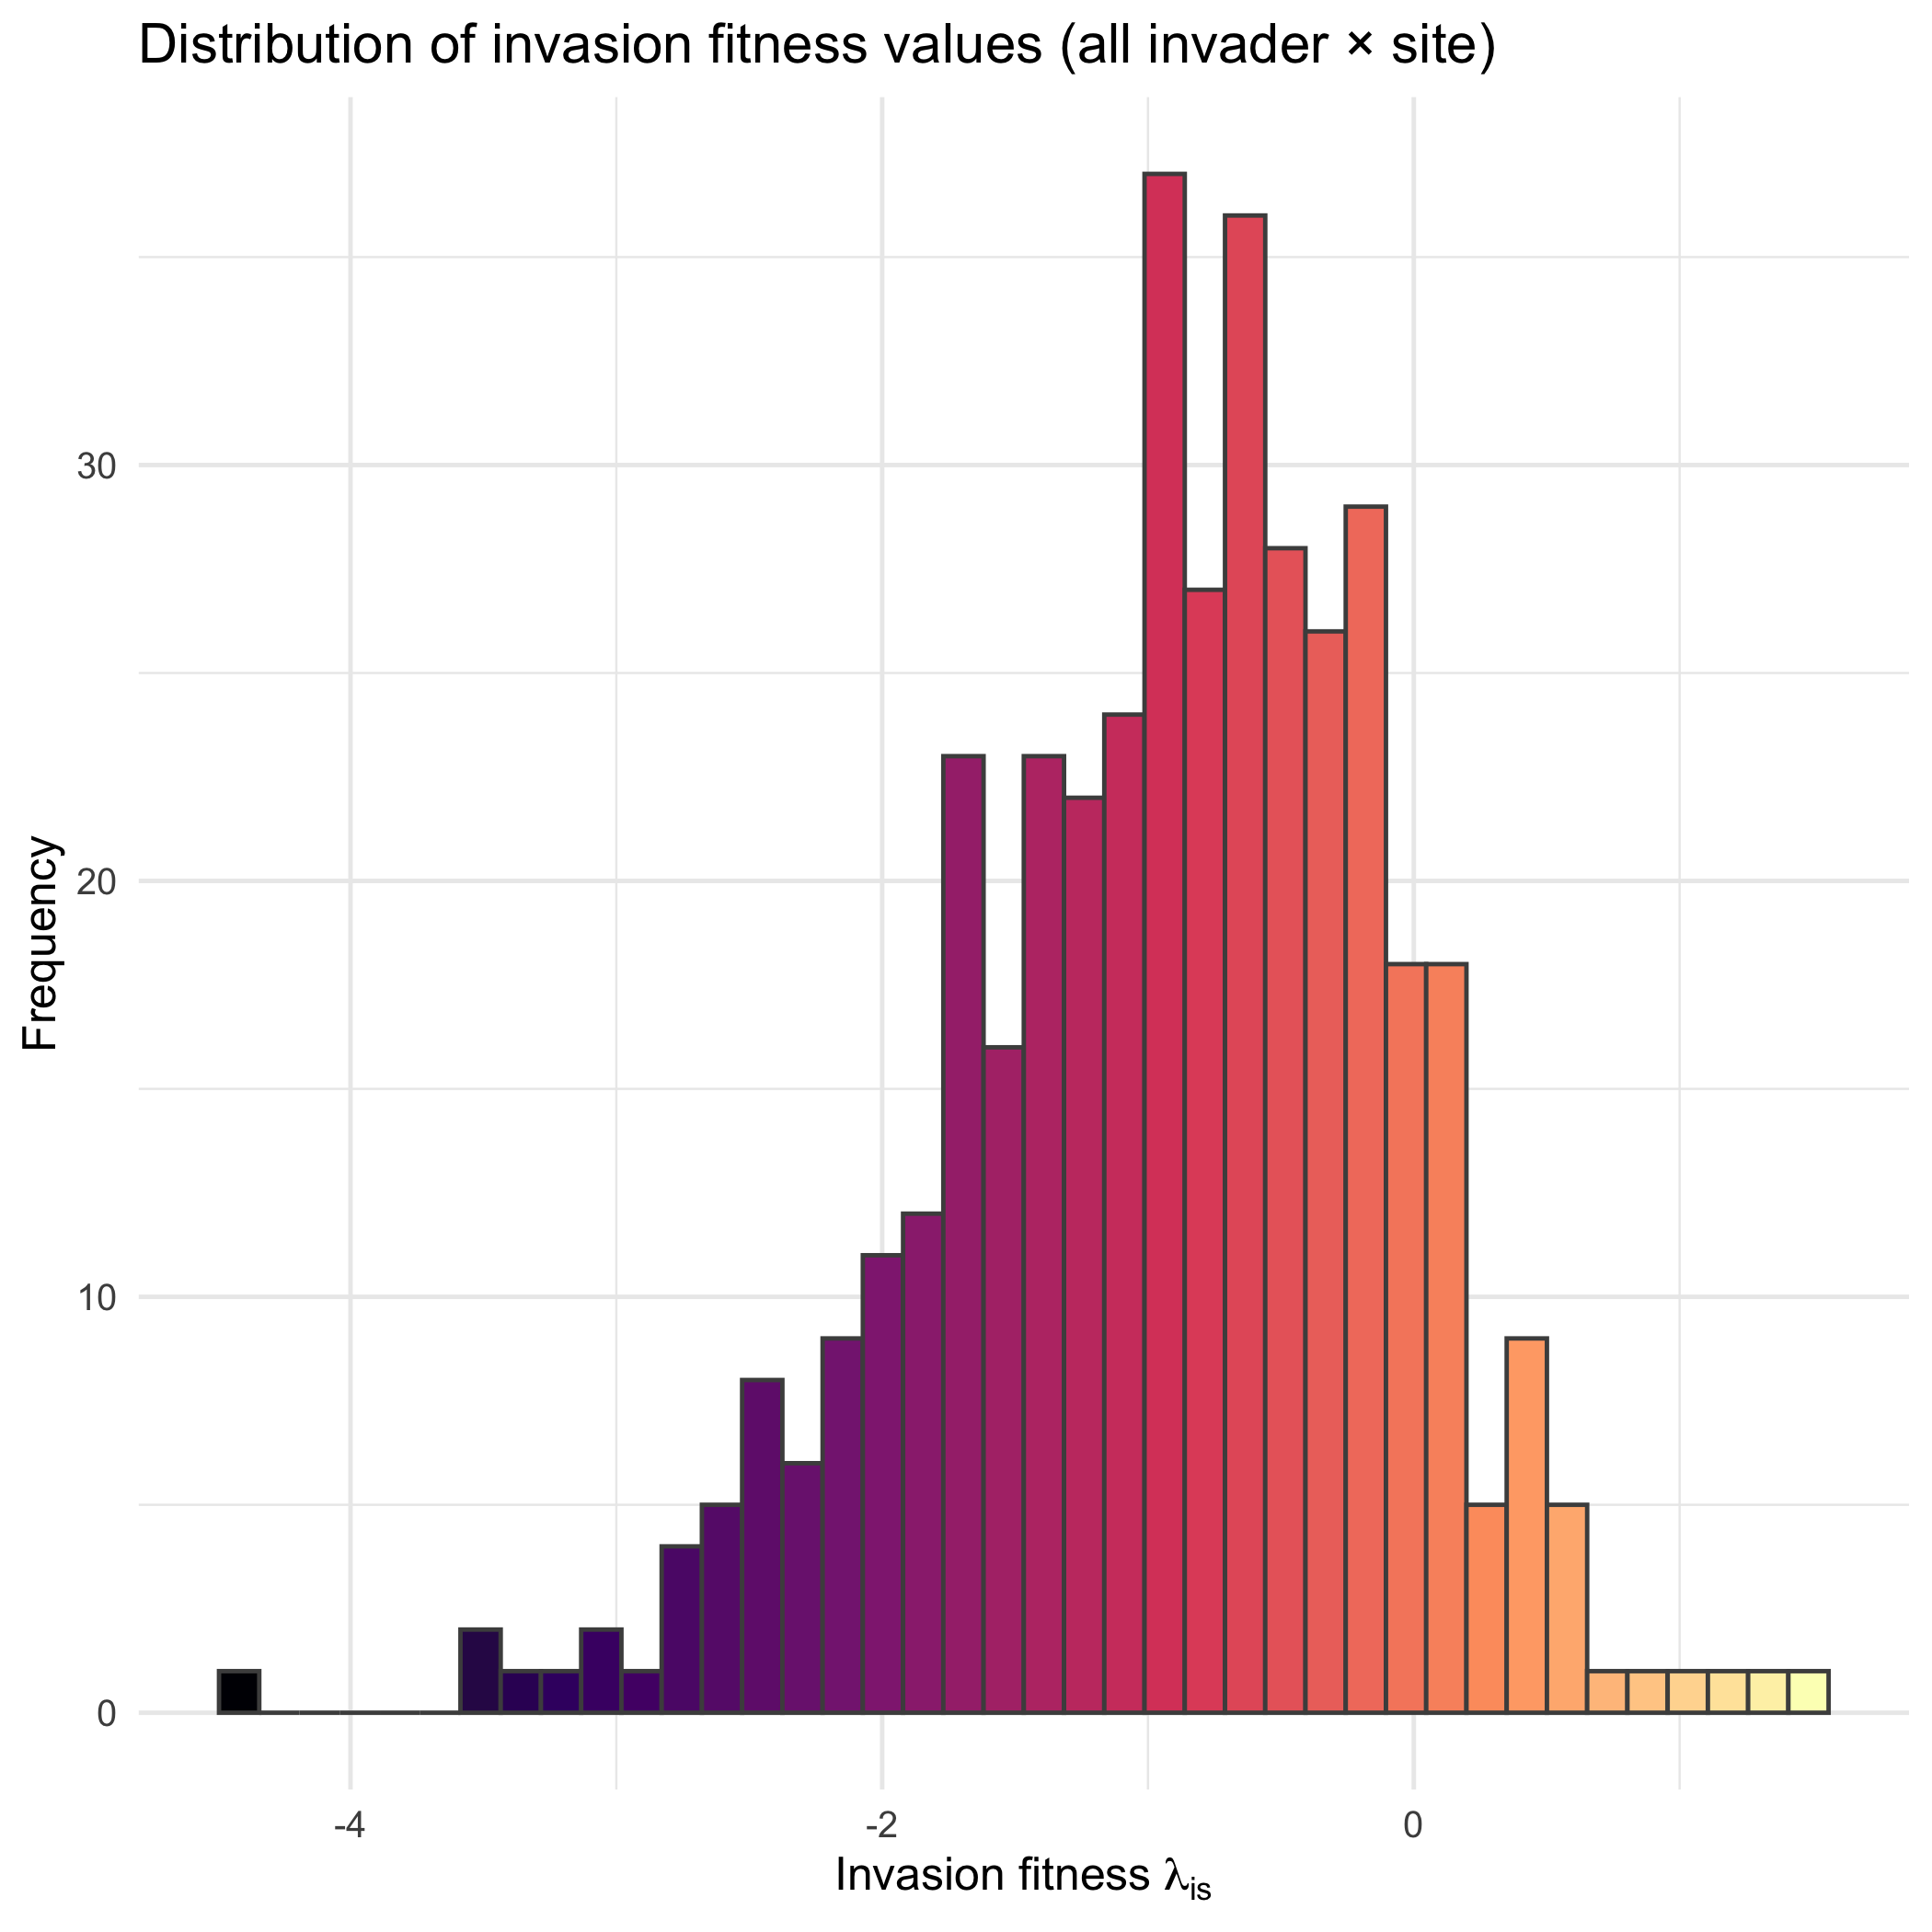 Distribution of invasion fitness values (all invader × site)
Frequency
30
20
10
0
-4
-2
0
Invasion fitness λis